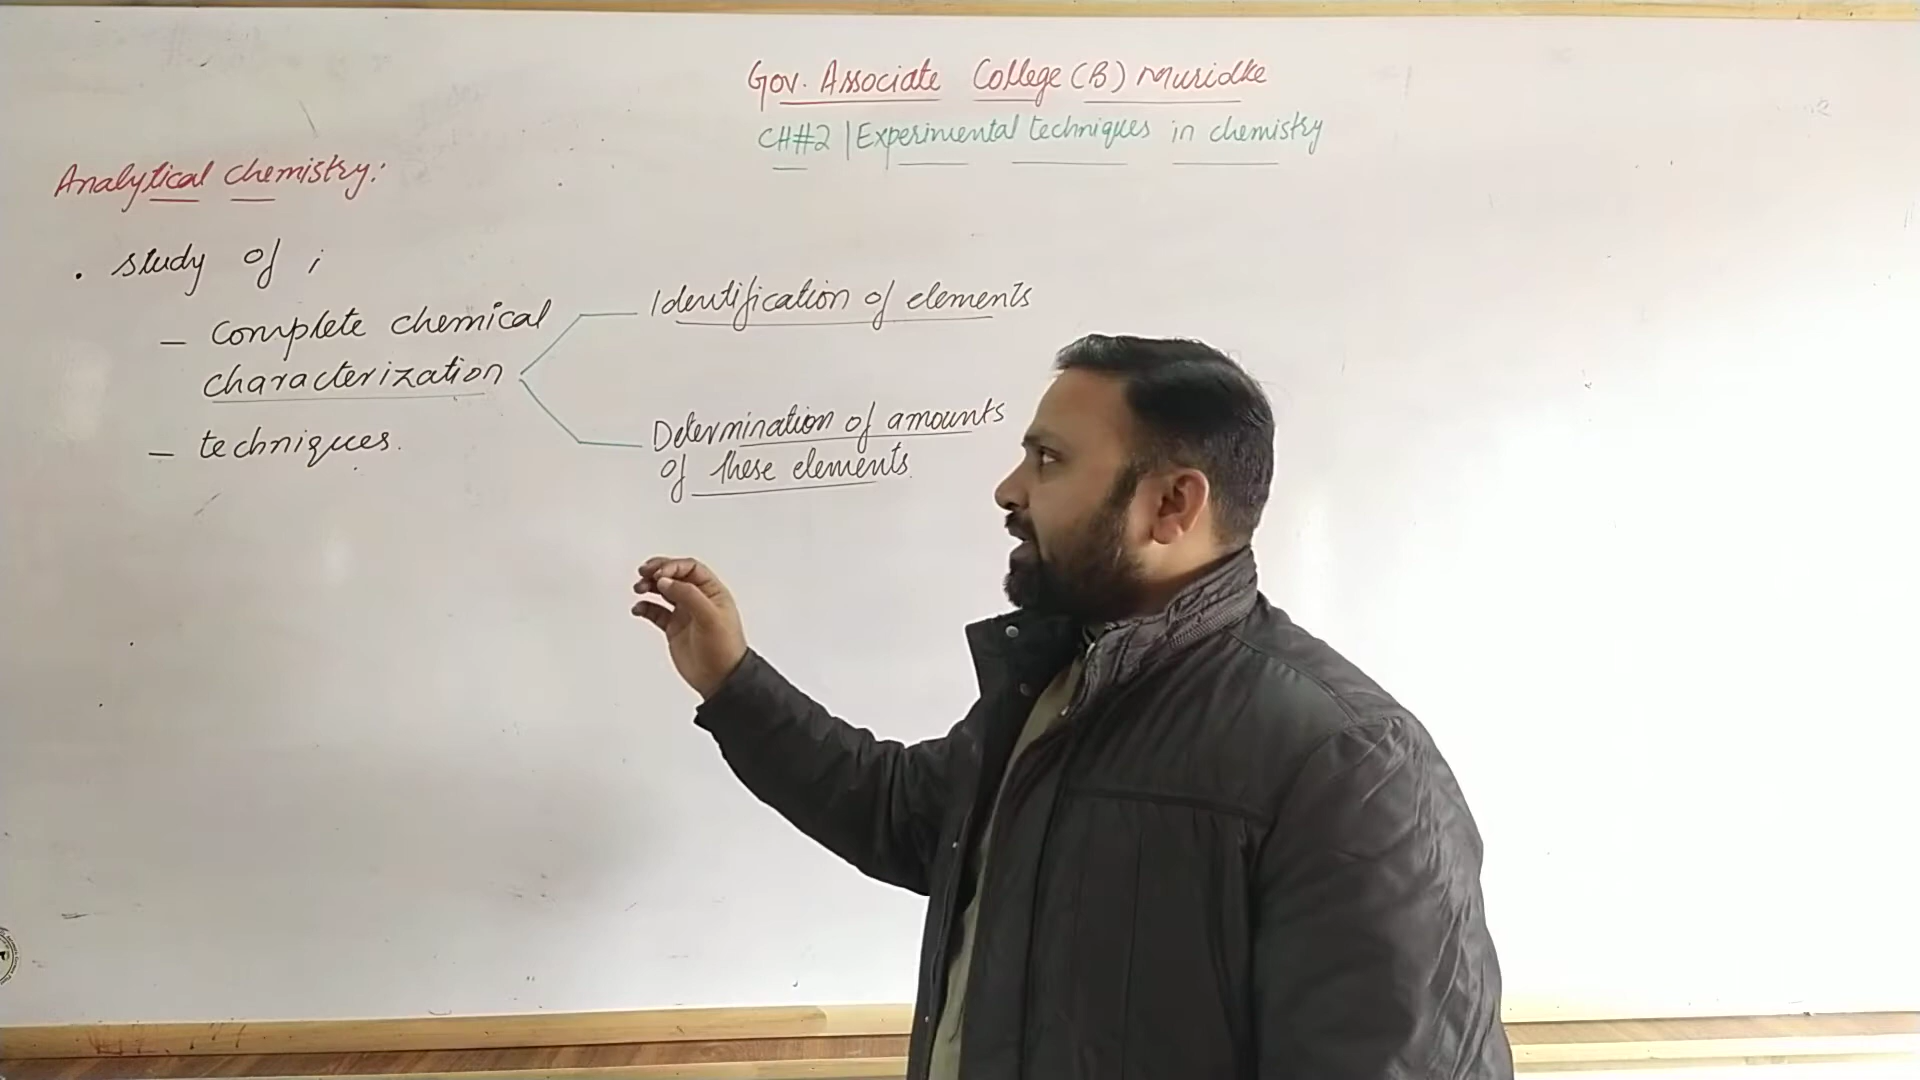 Gov. Associate College (B) Muridke
CH#2 | Experimental techniques in chemistry
Analytical chemistry:
. study of ;
- complete chemical
characterization
- techniques.
Identification of elements
Determination of amounts
of these elements.